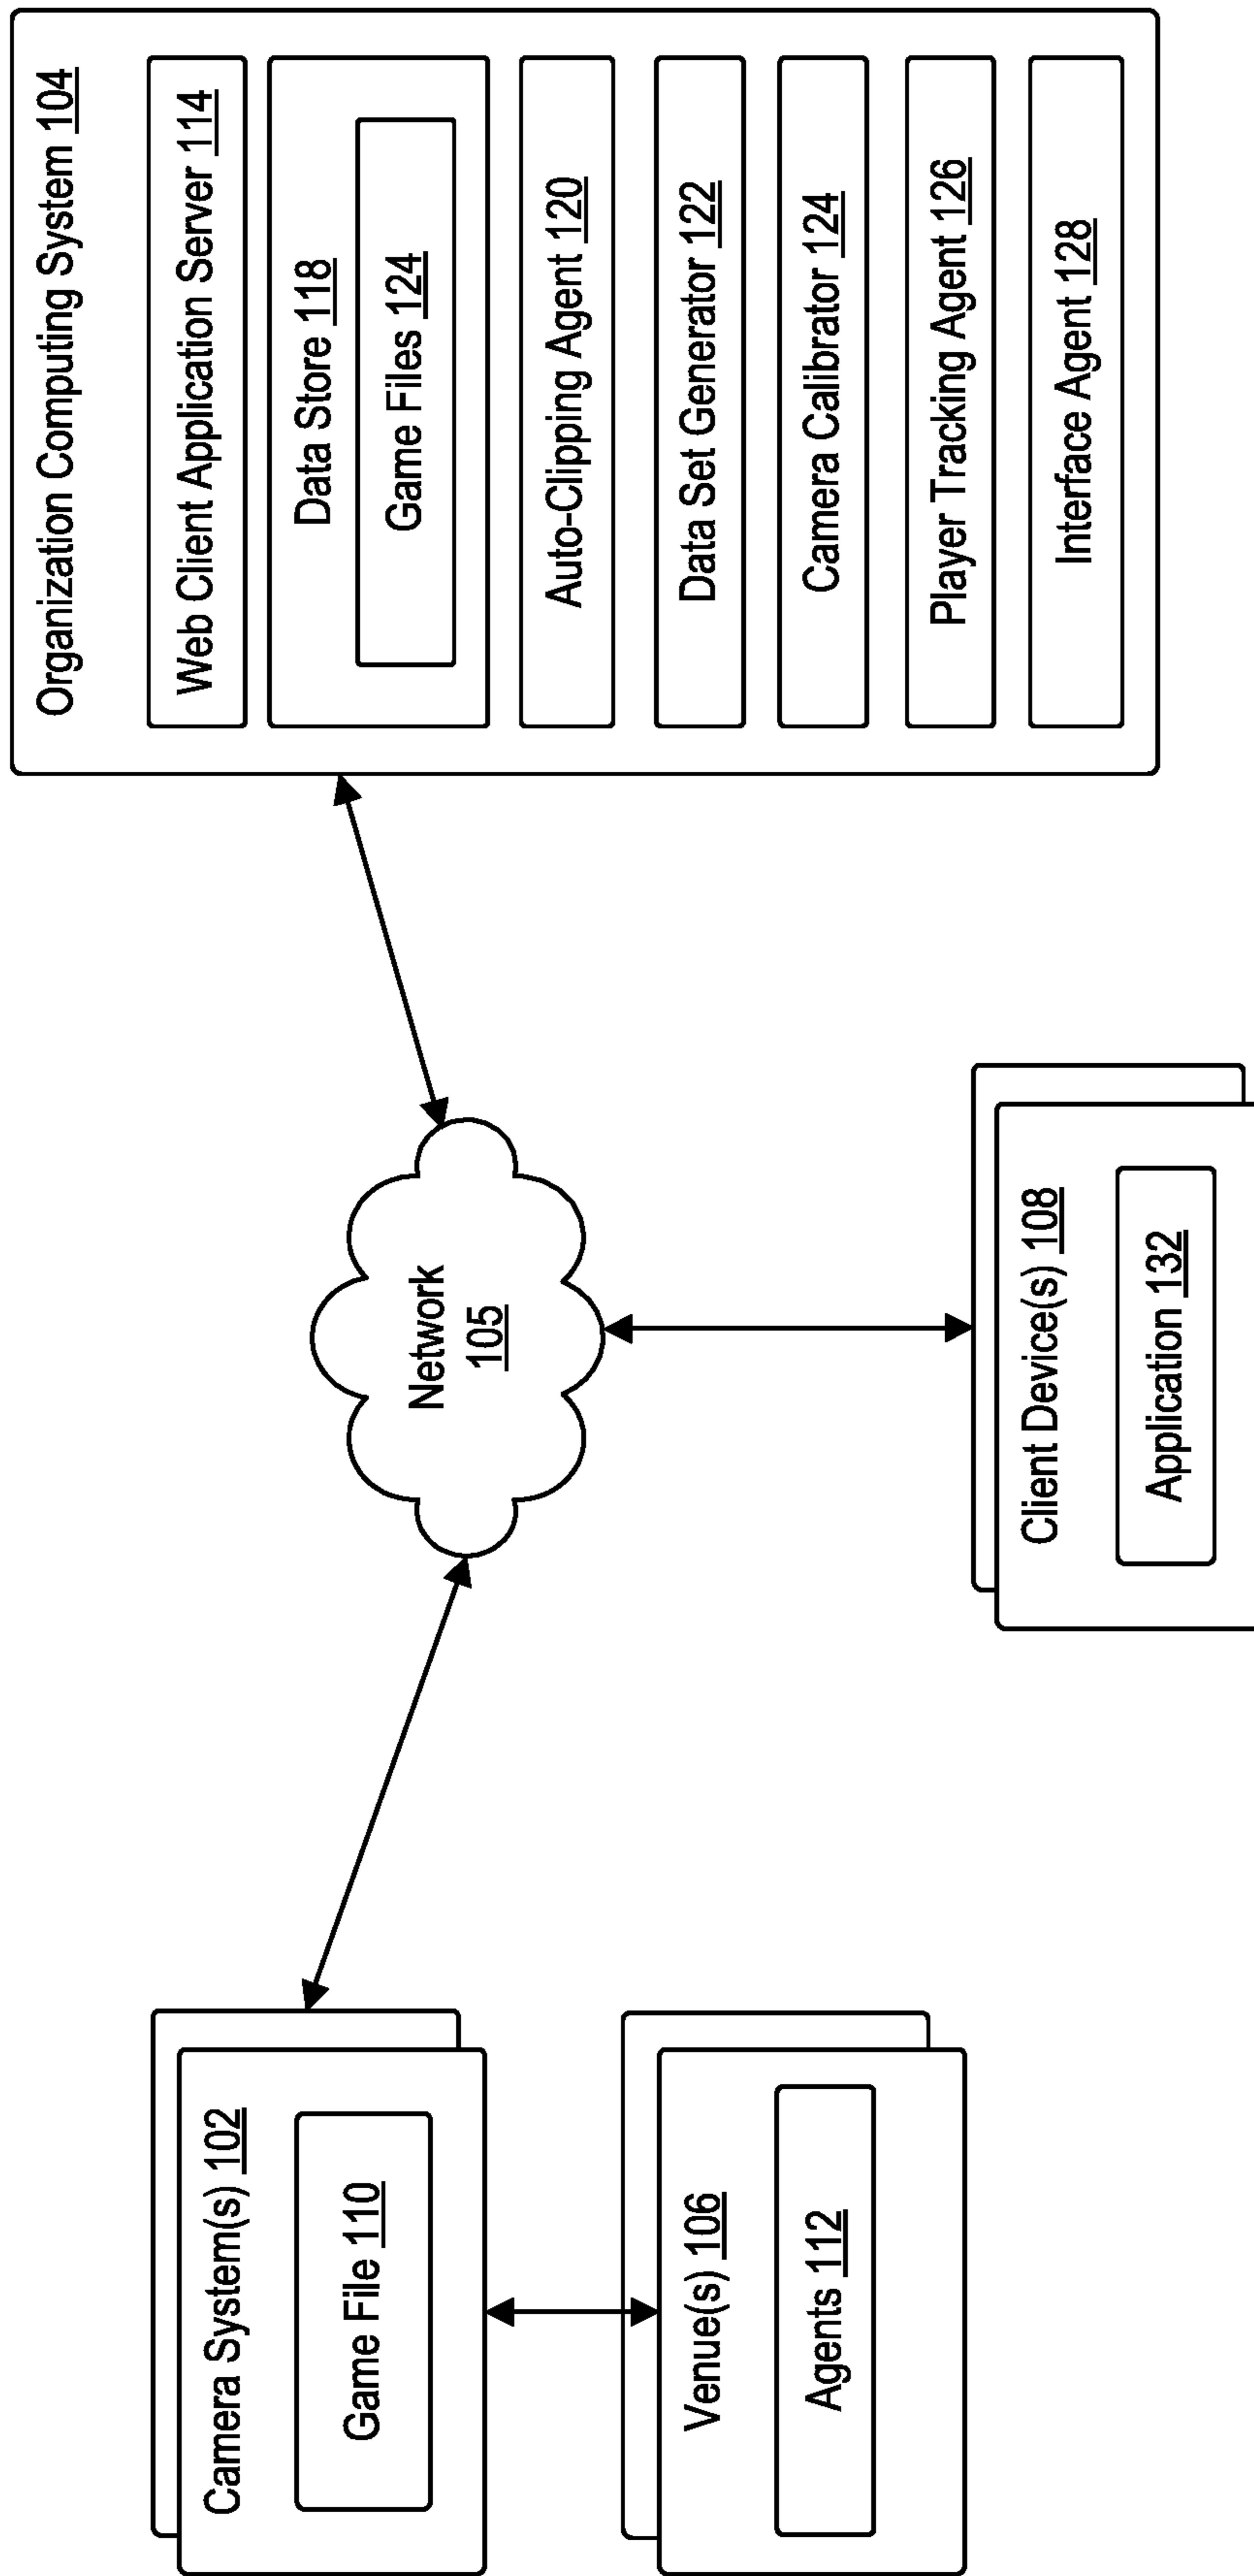 Camera System(s) 102
Game File 110
Venue(s) 106
Agents 112
Network
105
Client Device(s) 108
Application 132
Organization Computing System 104
Web Client Application Server 114
Data Store 118
Game Files 124
Auto-Clipping Agent 120
Data Set Generator 122
Camera Calibrator 124
Player Tracking Agent 126
Interface Agent 128